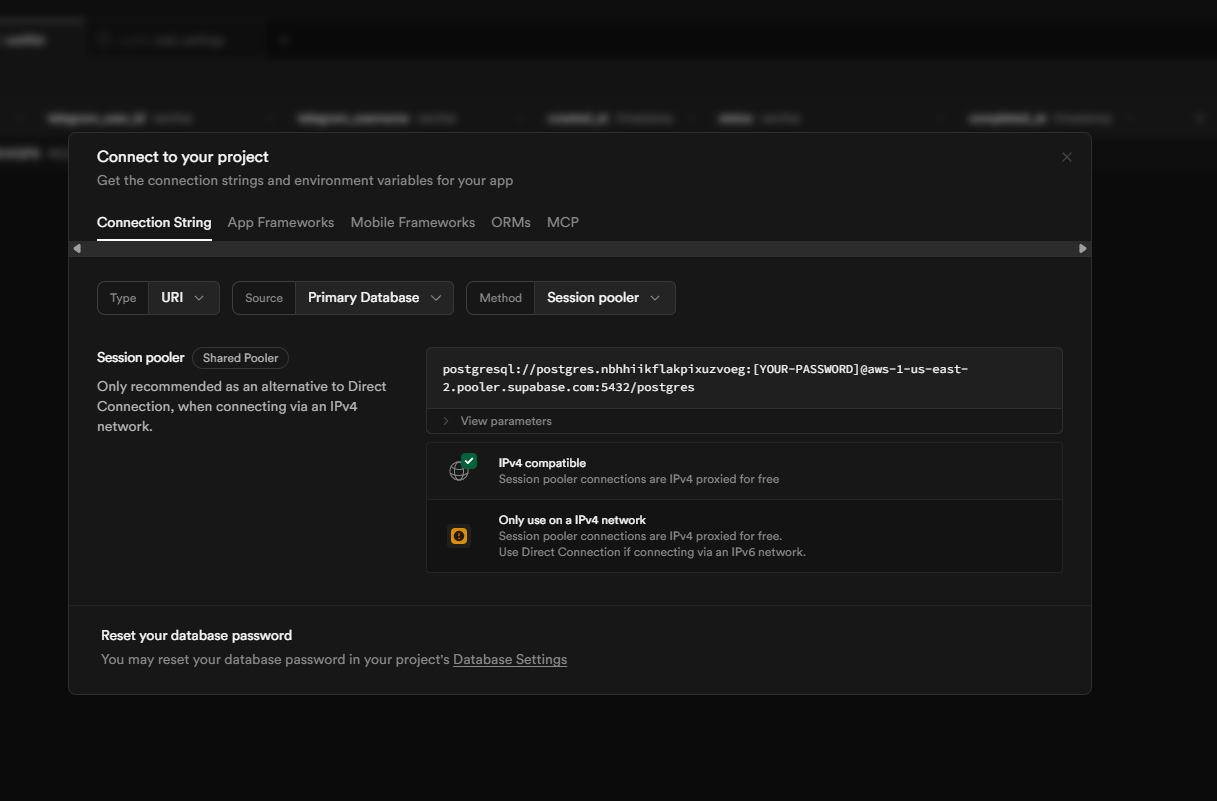 Connect to your project
Get the connection strings and environment variables for your app
Connection String App Frameworks Mobile Frameworks ORMs MCP
Type URI Source Primary Database Method Session pooler
Session pooler Shared Pooler
Only recommended as an alternative to Direct
Connection, when connecting via an IPv4
network.
postgresql://postgres.nbhhiikflakpixuzvoeg:[YOUR-PASSWORD]@aws-1-us-east-
2.pooler.supabase.com:5432/postgres
View parameters
IPv4 compatible
Session pooler connections are IPv4 proxied for free
Only use on a IPv4 network
Session pooler connections are IPv4 proxied for free.
Use Direct Connection if connecting via an IPv6 network.
Reset your database password
You may reset your database password in your project's Database Settings